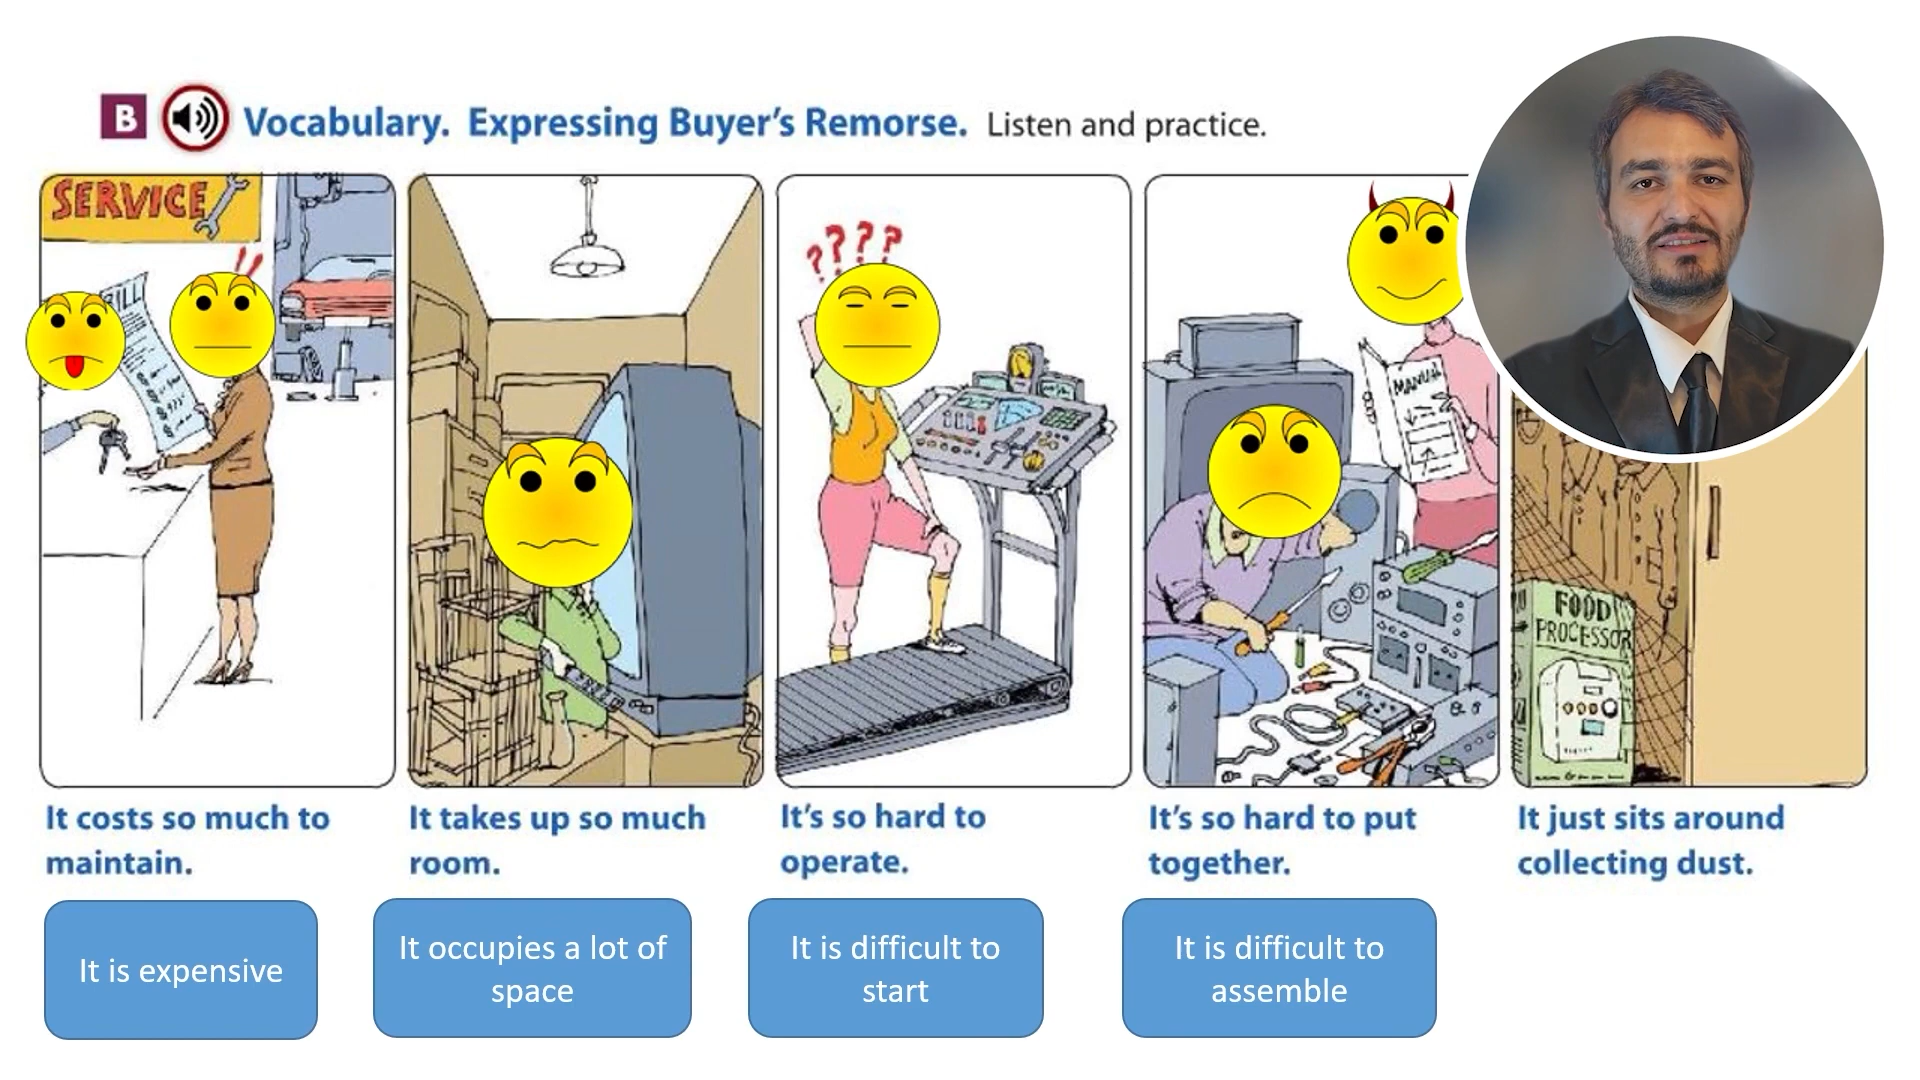 B Vocabulary. Expressing Buyer's Remorse. Listen and practice.
SERVICE
!!
BILL
????
MANUAL
FOOD
PROCESSOR
It costs so much to
maintain.
It takes up so much
room.
It's so hard to
operate.
It's so hard to put
together.
It just sits around
collecting dust.
It is expensive
It occupies a lot of
space
It is difficult to
start
It is difficult to
assemble